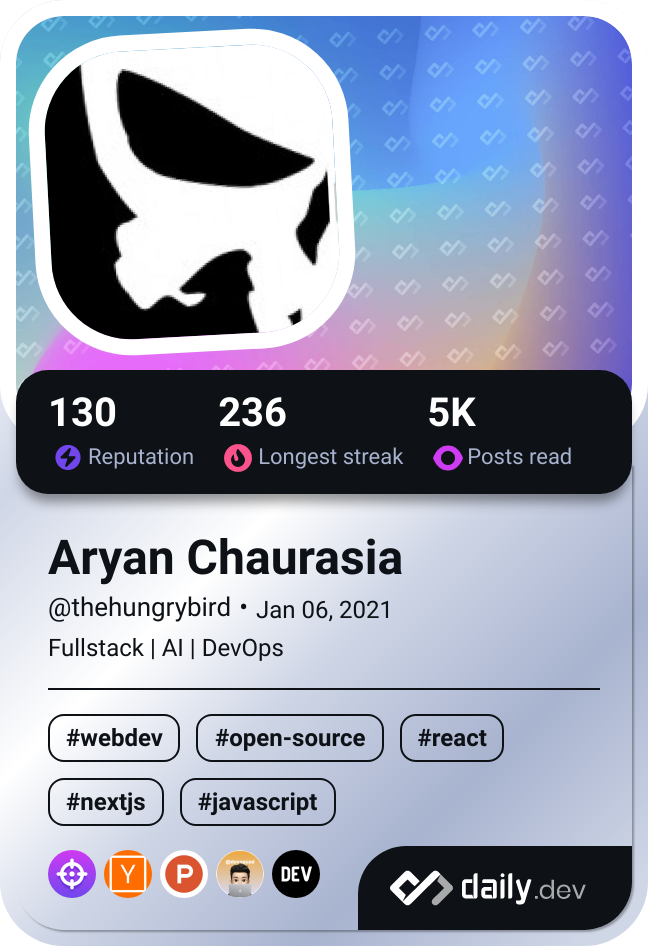 130 236 5K
Reputation Longest streak Posts read
Aryan Chaurasia
@thehungrybird • Jan 06, 2021
Fullstack | AI | DevOps
#webdev #open-source #react
#nextjs #javascript
Y P DEV
daily.dev